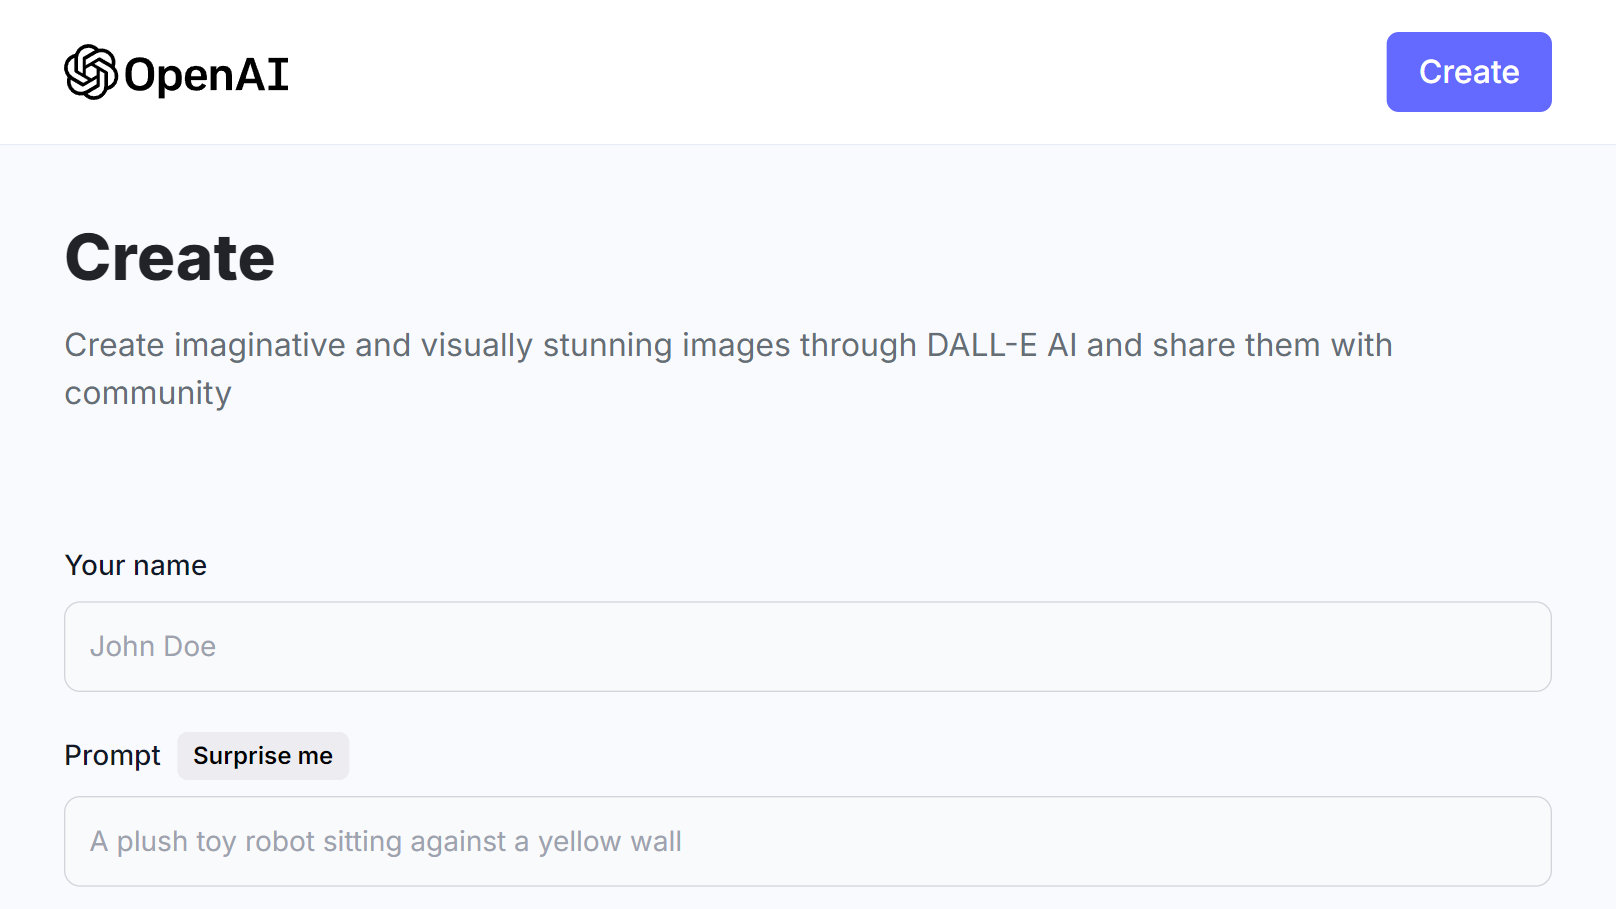 OpenAI
Create
Create
Create imaginative and visually stunning images through DALL-E AI and share them with
community
Your name
John Doe
Prompt Surprise me
A plush toy robot sitting against a yellow wall